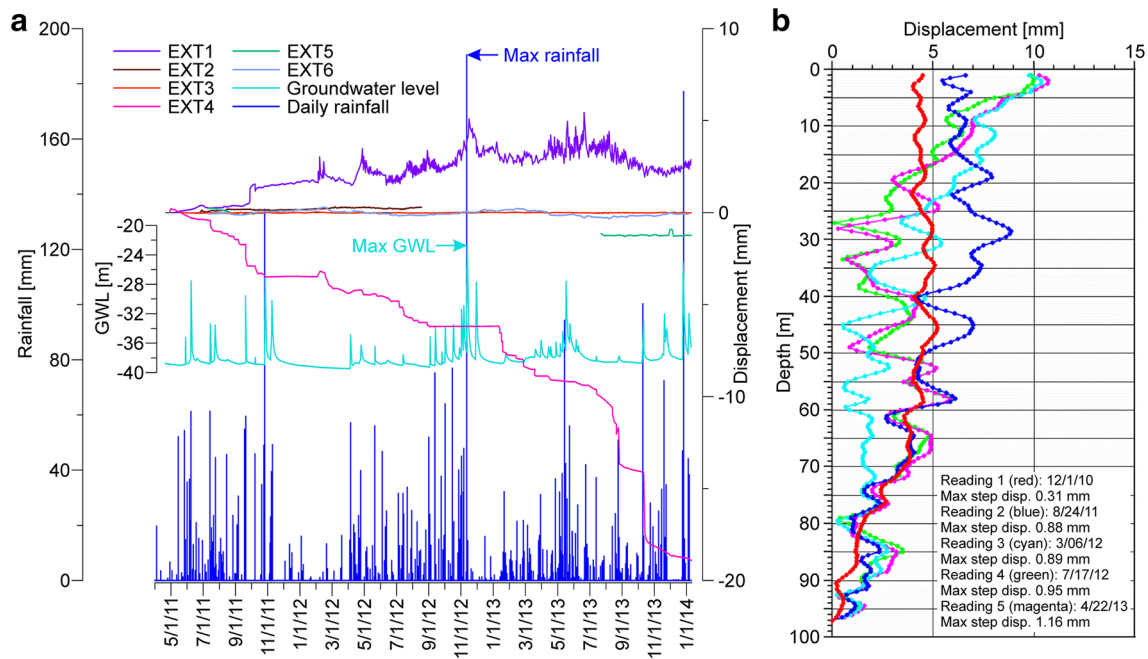 a
200
160
120
80
40
0
Rainfall [mm]
EXT1
EXT2
EXT3
EXT4
EXT5
EXT6
Groundwater level
Daily rainfall
Max rainfall
Max GWL
-20
-24
-28
-32
-36
-40
GWL [m]
10
0
-10
-20
Displacement [mm]
5/1/11
7/1/11
9/1/11
11/1/11
1/1/12
3/1/12
5/1/12
7/1/12
9/1/12
11/1/12
1/1/13
3/1/13
5/1/13
7/1/13
9/1/13
11/1/13
1/1/14
b
Displacement [mm]
0 5 10 15
0
10
20
30
40
50
60
70
80
90
100
Depth [m]
Reading 1 (red): 12/1/10
Max step disp. 0.31 mm
Reading 2 (blue): 8/24/11
Max step disp. 0.88 mm
Reading 3 (cyan): 3/06/12
Max step disp. 0.89 mm
Reading 4 (green): 7/17/12
Max step disp. 0.95 mm
Reading 5 (magenta): 4/22/13
Max step disp. 1.16 mm